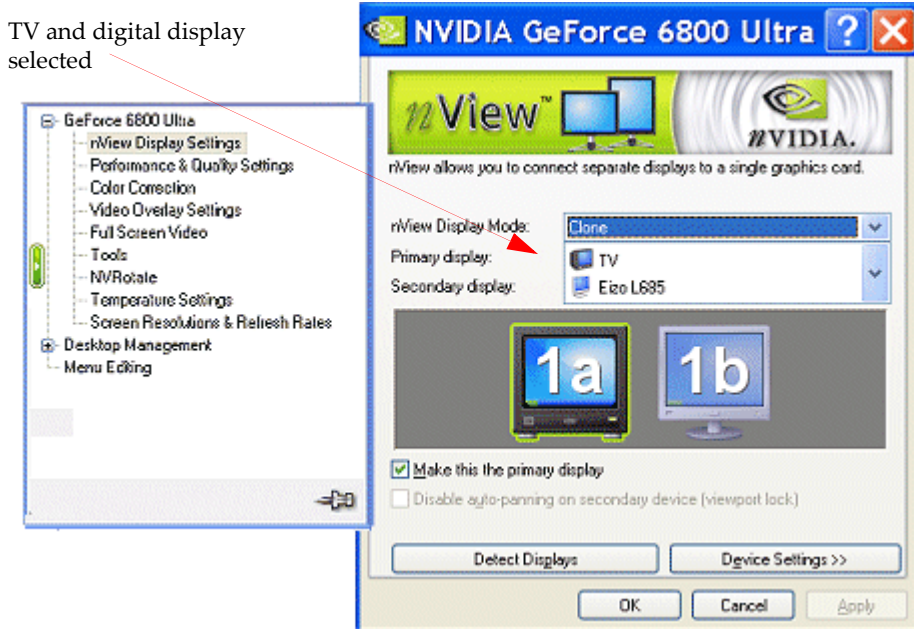 TV and digital display
selected
GeForce 6800 Ultra
nView Display Settings
Performance & Quality Settings
Color Correction
Video Overlay Settings
Full Screen Video
Tools
NVRotate
Temperature Settings
Screen Resolutions & Refresh Rates
Desktop Management
Menu Editing
NVIDIA GeForce 6800 Ultra
nView™
nVIDIA.
nView allows you to connect separate displays to a single graphics card.
nView Display Mode: Clone
Primary display: TV
Secondary display: Eizo L685
1a 1b
Make this the primary display
Disable auto-panning on secondary device (viewport lock)
Detect Displays Device Settings >>
OK Cancel Apply